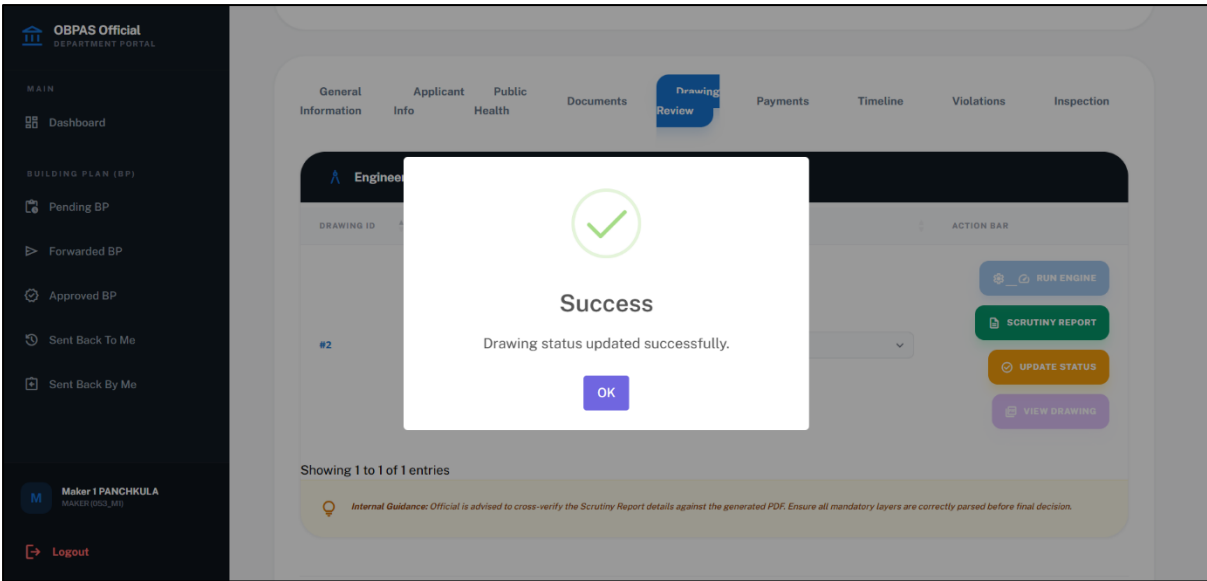 OBPAS Official
DEPARTMENT PORTAL
MAIN
Dashboard
BUILDING PLAN (BP)
Pending BP
Forwarded BP
Approved BP
Sent Back To Me
Sent Back By Me
M
Maker 1 PANCHKULA
MAKER (053_M1)
Logout
General Information
Applicant Info
Public Health
Documents
Drawing Review
Payments
Timeline
Violations
Inspection
DRAWING ID
ACTION BAR
#2
RUN ENGINE
SCRUTINY REPORT
UPDATE STATUS
VIEW DRAWING
Success
Drawing status updated successfully.
OK
Showing 1 to 1 of 1 entries
Internal Guidance: Official is advised to cross-verify the Scrutiny Report details against the generated PDF. Ensure all mandatory layers are correctly parsed before final decision.